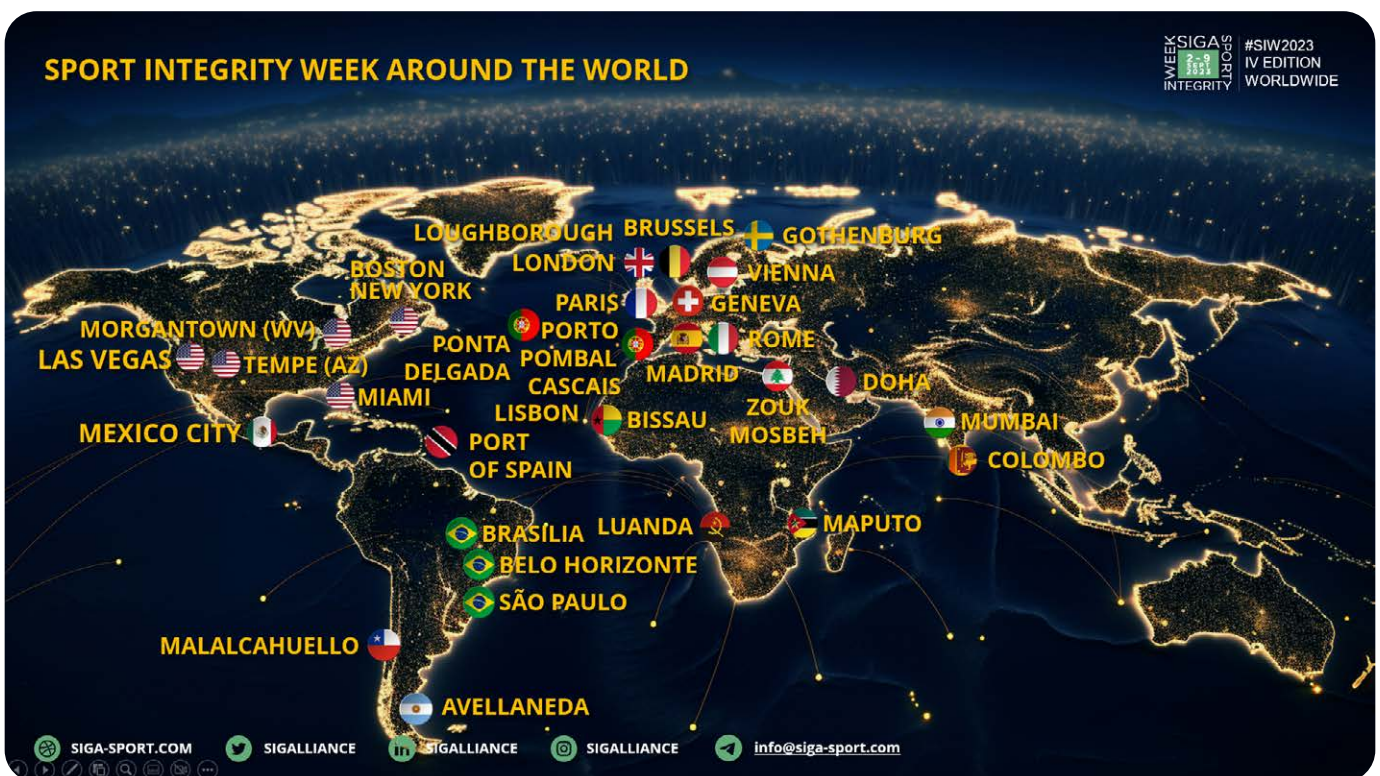 SPORT INTEGRITY WEEK AROUND THE WORLD
WEEK
SIGA
SPORT
2-9
SEPT
2023
INTEGRITY
#SIW2023
IV EDITION
WORLDWIDE
LOUGHBOROUGH
BRUSSELS
GOTHENBURG
LONDON
VIENNA
BOSTON
NEW YORK
PARIS
GENEVA
MORGANTOWN (WV)
LAS VEGAS
TEMPE (AZ)
MIAMI
PONTA
DELGADA
PORTO
POMBAL
CASCAIS
LISBON
MADRID
ROME
DOHA
ZOUK
MOSBEH
BISSAU
MUMBAI
COLOMBO
MEXICO CITY
PORT
OF SPAIN
BRASÍLIA
LUANDA
MAPUTO
BELO HORIZONTE
SÃO PAULO
MALALCAHUELLO
AVELLANEDA
SIGA-SPORT.COM
SIGALLIANCE
in
SIGALLIANCE
SIGALLIANCE
info@siga-sport.com